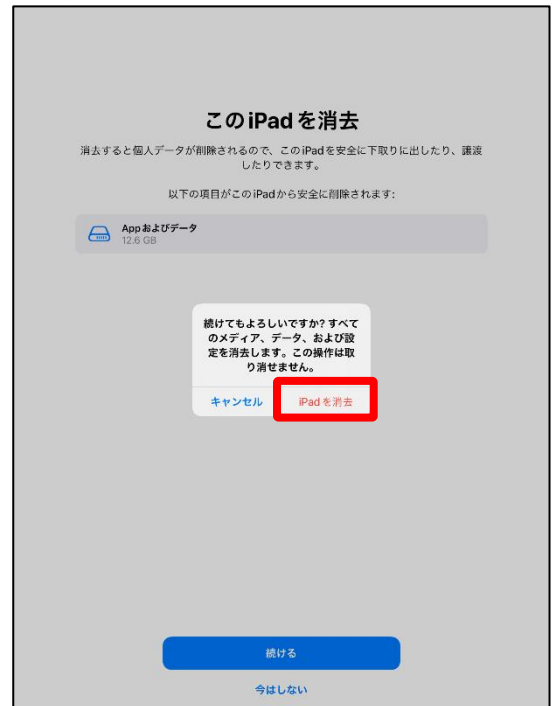 このiPadを消去
消去すると個人データが削除されるので、このiPadを安全に下取りに出したり、譲渡
したりできます。
以下の項目がこのiPadから安全に削除されます:
Appおよびデータ
12.6 GB
続けてもよろしいですか? すべて
のメディア、データ、および設
定を消去します。この操作は取
り消せません。
キャンセル
iPadを消去
続ける
今はしない